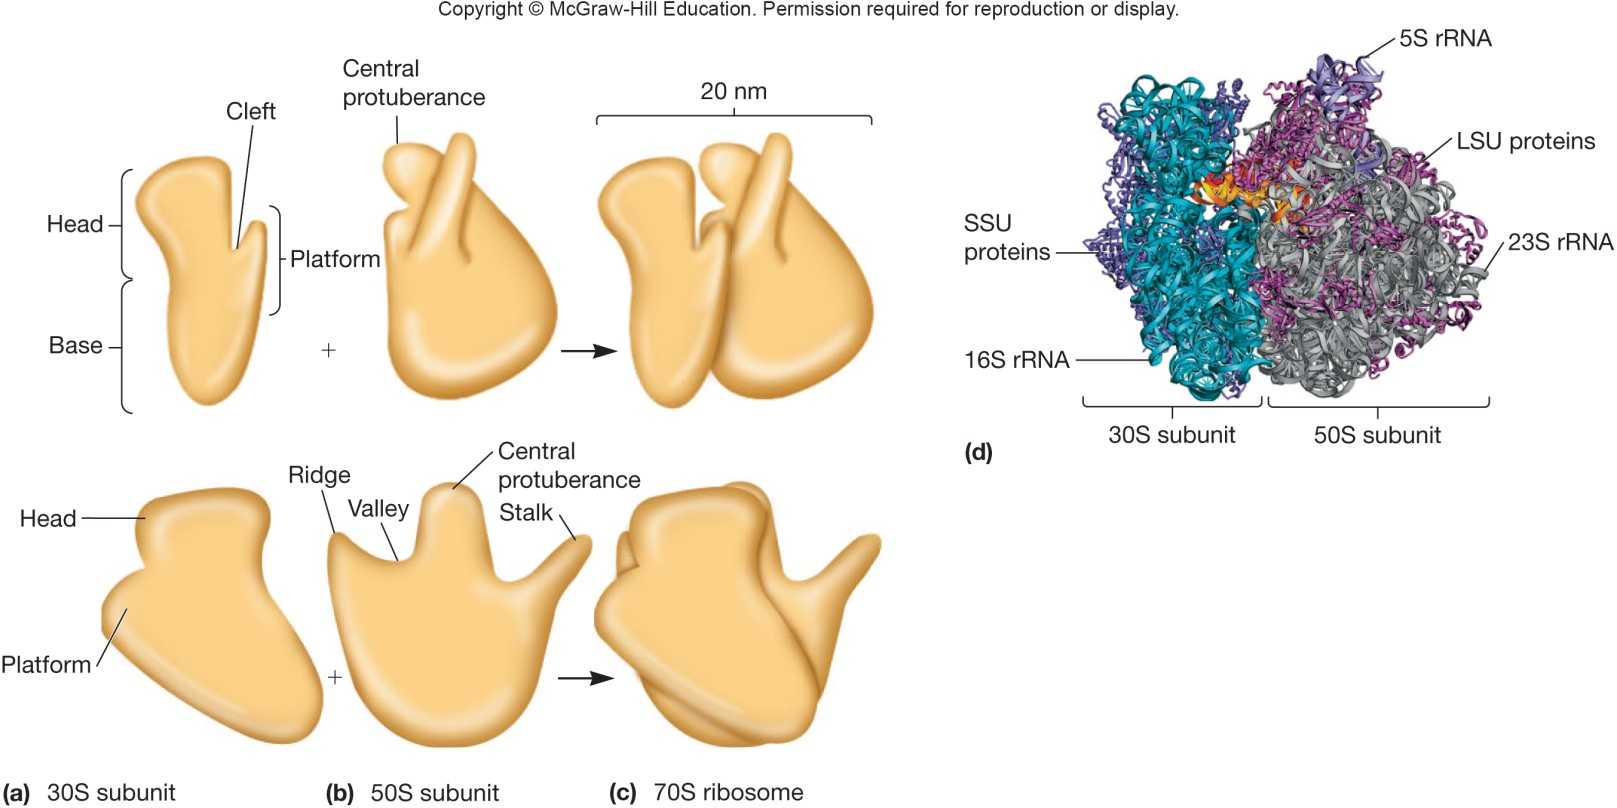 Copyright © McGraw-Hill Education. Permission required for reproduction or display.
Cleft
Central
protuberance
20 nm
Head
Platform
Base
+
Head
Platform
Ridge
Valley
Central
protuberance
Stalk
+
(a) 30S subunit
(b) 50S subunit
(c) 70S ribosome
5S rRNA
LSU proteins
SSU
proteins
23S rRNA
16S rRNA
30S subunit
50S subunit
(d)